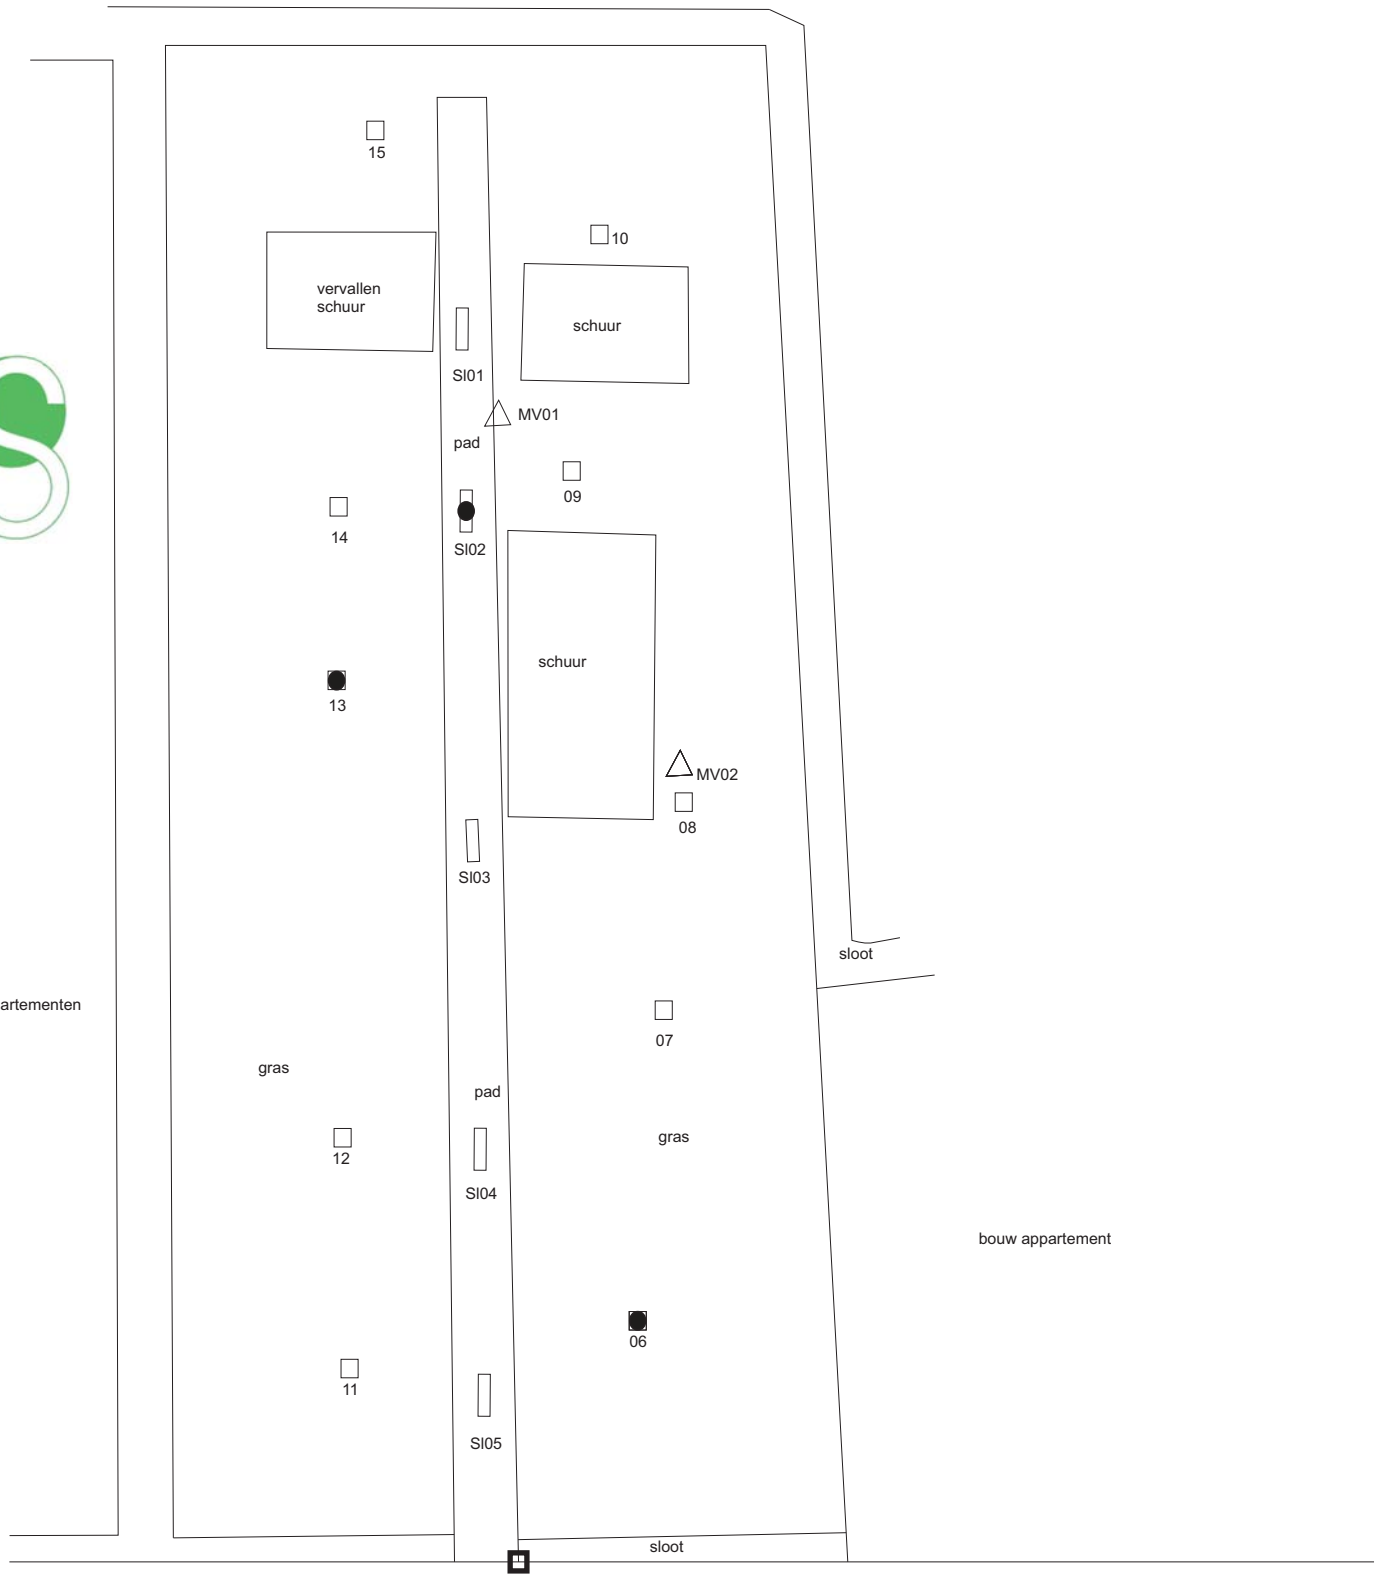 15
10
vervallen
schuur
schuur
SI01
MV01
pad
09
14
SI02
schuur
13
MV02
08
SI03
sloot
artementen
07
gras
pad
gras
12
SI04
bouw appartement
06
11
SI05
sloot